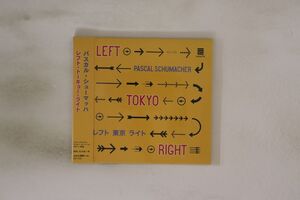 パスカル・シューマッハ
レフト・トーキョー・ライト
LEFT
PASCAL SCHUMACHER
TOKYO
レフト 東京 ライト
RIGHT